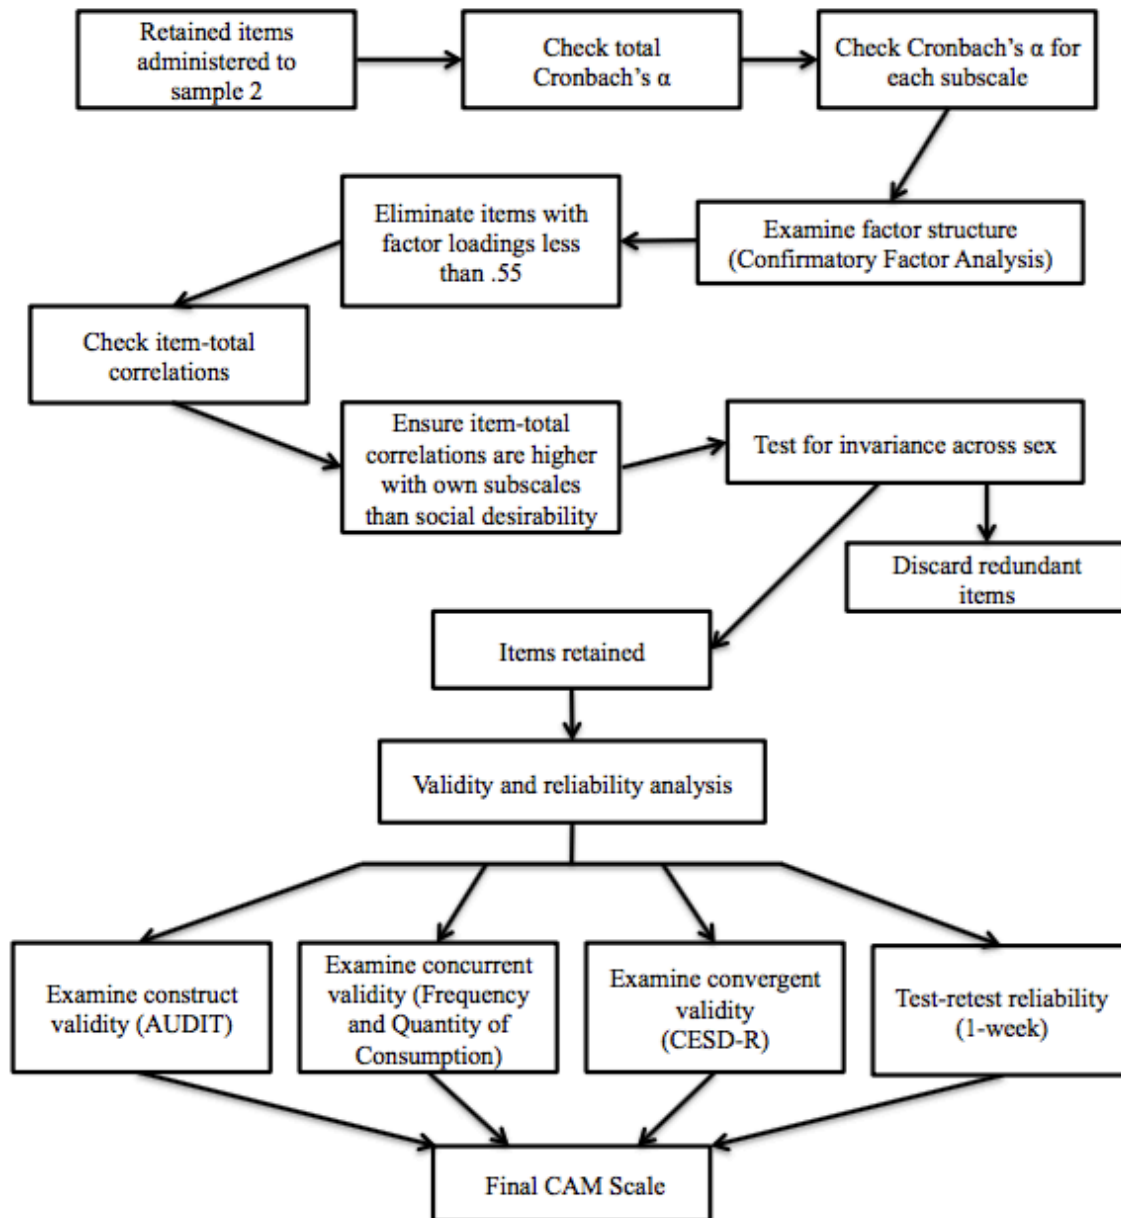 Retained items
administered to
sample 2
Check total
Cronbach’s α
Check Cronbach’s α for
each subscale
Examine factor structure
(Confirmatory Factor Analysis)
Eliminate items with
factor loadings less
than .55
Check item-total
correlations
Ensure item-total
correlations are higher
with own subscales
than social desirability
Test for invariance across sex
Discard redundant
items
Items retained
Validity and reliability analysis
Examine construct
validity (AUDIT)
Examine concurrent
validity (Frequency
and Quantity of
Consumption)
Examine convergent
validity
(CESD-R)
Test-retest reliability
(1-week)
Final CAM Scale